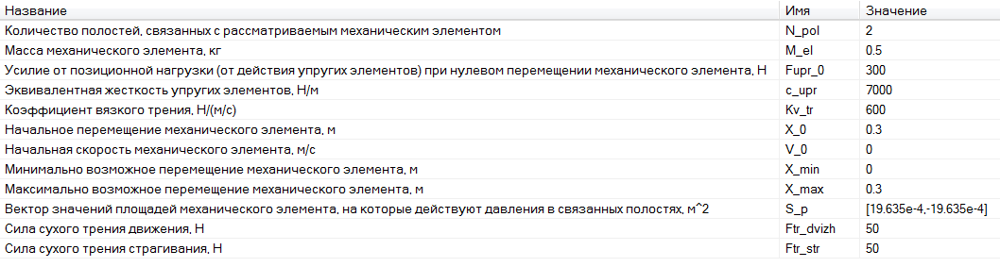 Название Имя Значение
Количество полостей, связанных с рассматриваемым механическим элементом N_pol 2
Масса механического элемента, кг M_el 0.5
Усилие от позиционной нагрузки (от действия упругих элементов) при нулевом перемещении механического элемента, Н Fupr_0 300
Эквивалентная жесткость упругих элементов, Н/м c_upr 7000
Коэффициент вязкого трения, Н/(м/с) Kv_tr 600
Начальное перемещение механического элемента, м X_0 0.3
Начальная скорость механического элемента, м/с V_0 0
Минимально возможное перемещение механического элемента, м X_min 0
Максимально возможное перемещение механического элемента, м X_max 0.3
Вектор значений площадей механического элемента, на которые действуют давления в связанных полостях, м^2 S_p [19.635e-4,-19.635e-4]
Сила сухого трения движения, Н Ftr_dvizh 50
Сила сухого трения страгивания, Н Ftr_str 50